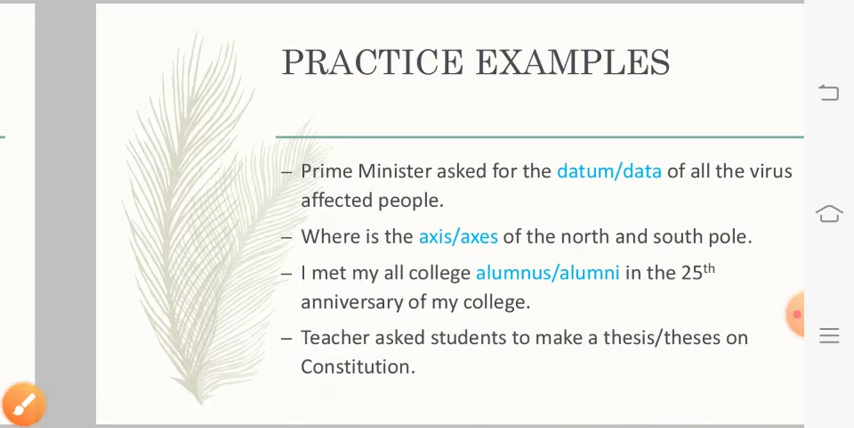 PRACTICE EXAMPLES
– Prime Minister asked for the datum/data of all the virus
affected people.
– Where is the axis/axes of the north and south pole.
– I met my all college alumnus/alumni in the 25th
anniversary of my college.
– Teacher asked students to make a thesis/theses on
Constitution.